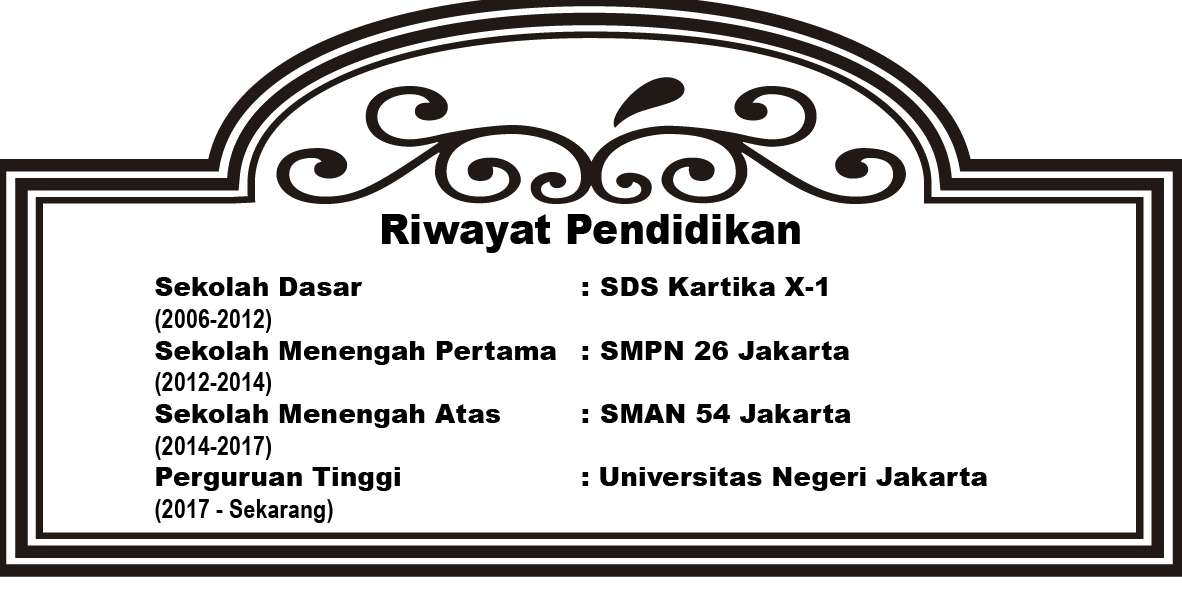 Riwayat Pendidikan
Sekolah Dasar : SDS Kartika X-1
(2006-2012)
Sekolah Menengah Pertama : SMPN 26 Jakarta
(2012-2014)
Sekolah Menengah Atas : SMAN 54 Jakarta
(2014-2017)
Perguruan Tinggi : Universitas Negeri Jakarta
(2017 - Sekarang)